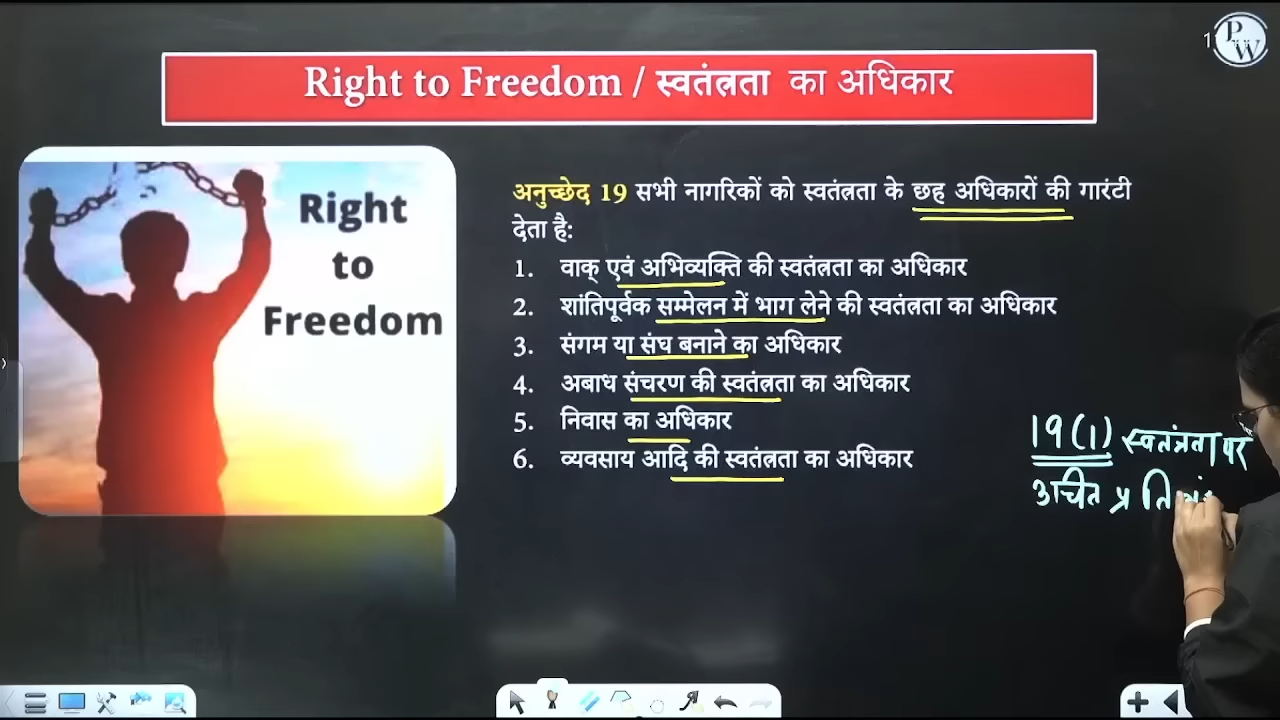 PW
1
Right to Freedom / स्वतंत्रता का अधिकार
Right
to
Freedom
अनुच्छेद 19 सभी नागरिकों को स्वतंत्रता के छह अधिकारों की गारंटी
देता है:
1. वाक् एवं अभिव्यक्ति की स्वतंत्रता का अधिकार
2. शांतिपूर्वक सम्मेलन में भाग लेने की स्वतंत्रता का अधिकार
3. संगम या संघ बनाने का अधिकार
4. अबाध संचरण की स्वतंत्रता का अधिकार
5. निवास का अधिकार
6. व्यवसाय आदि की स्वतंत्रता का अधिकार
19(1) स्वतंत्रता पर
उचित